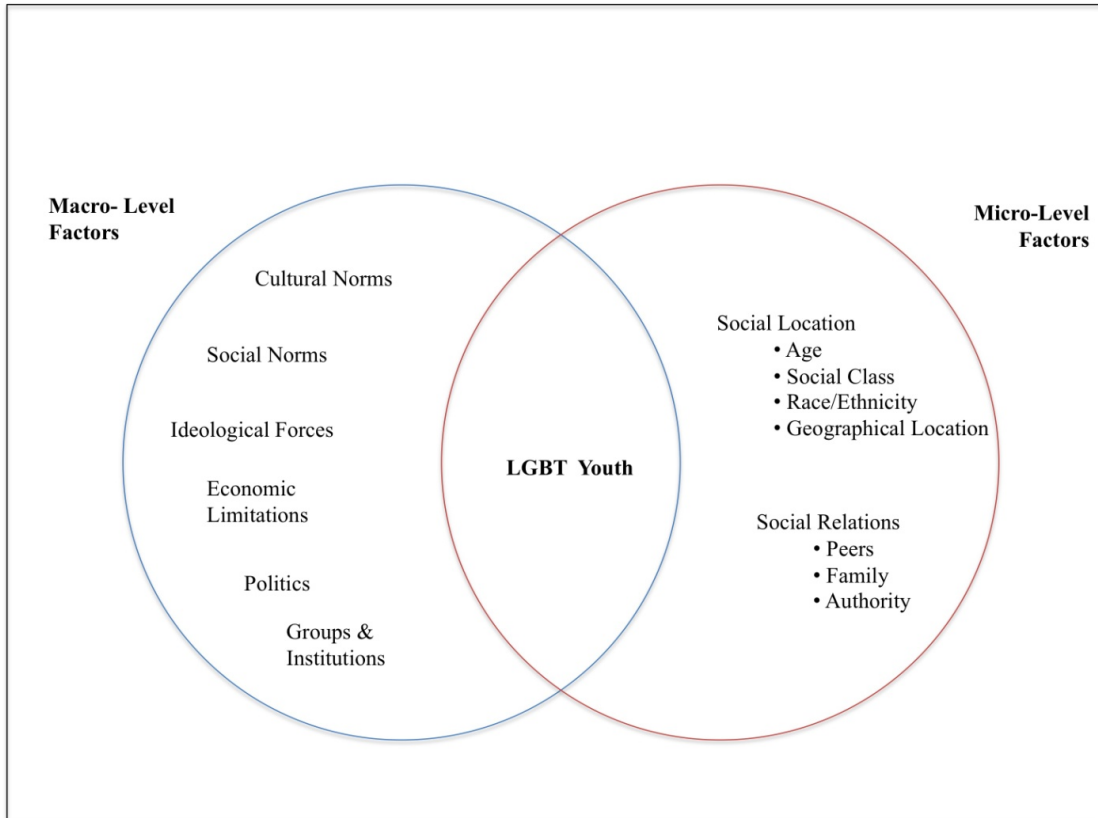 Macro- Level
Factors
Cultural Norms
Social Norms
Ideological Forces
Economic
Limitations
Politics
Groups &
Institutions
LGBT  Youth
Micro-Level
Factors
Social Location
• Age
• Social Class
• Race/Ethnicity
• Geographical Location
Social Relations
• Peers
• Family
• Authority